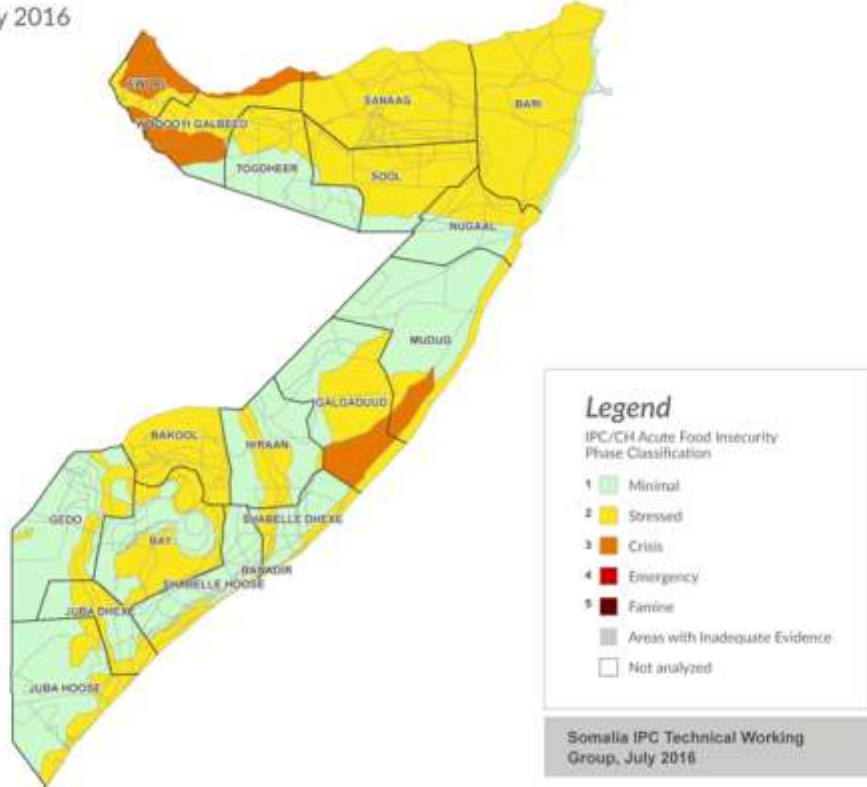 y 2016
SANAAG
BARI
WOQOOYI GALBEED
TOGDHEER
SOOL
NUGAAL
MUDUG
GALGADUUD
BAKOOL
HIRAAN
GEDO
SHABELLE DHEXE
BAY
BANADIR
SHABELLE HOOSE
JUBA DHEXE
JUBA HOOSE
Legend
IPC/CH Acute Food Insecurity
Phase Classification
1 Minimal
2 Stressed
3 Crisis
4 Emergency
5 Famine
Areas with Inadequate Evidence
Not analyzed
Somalia IPC Technical Working
Group, July 2016